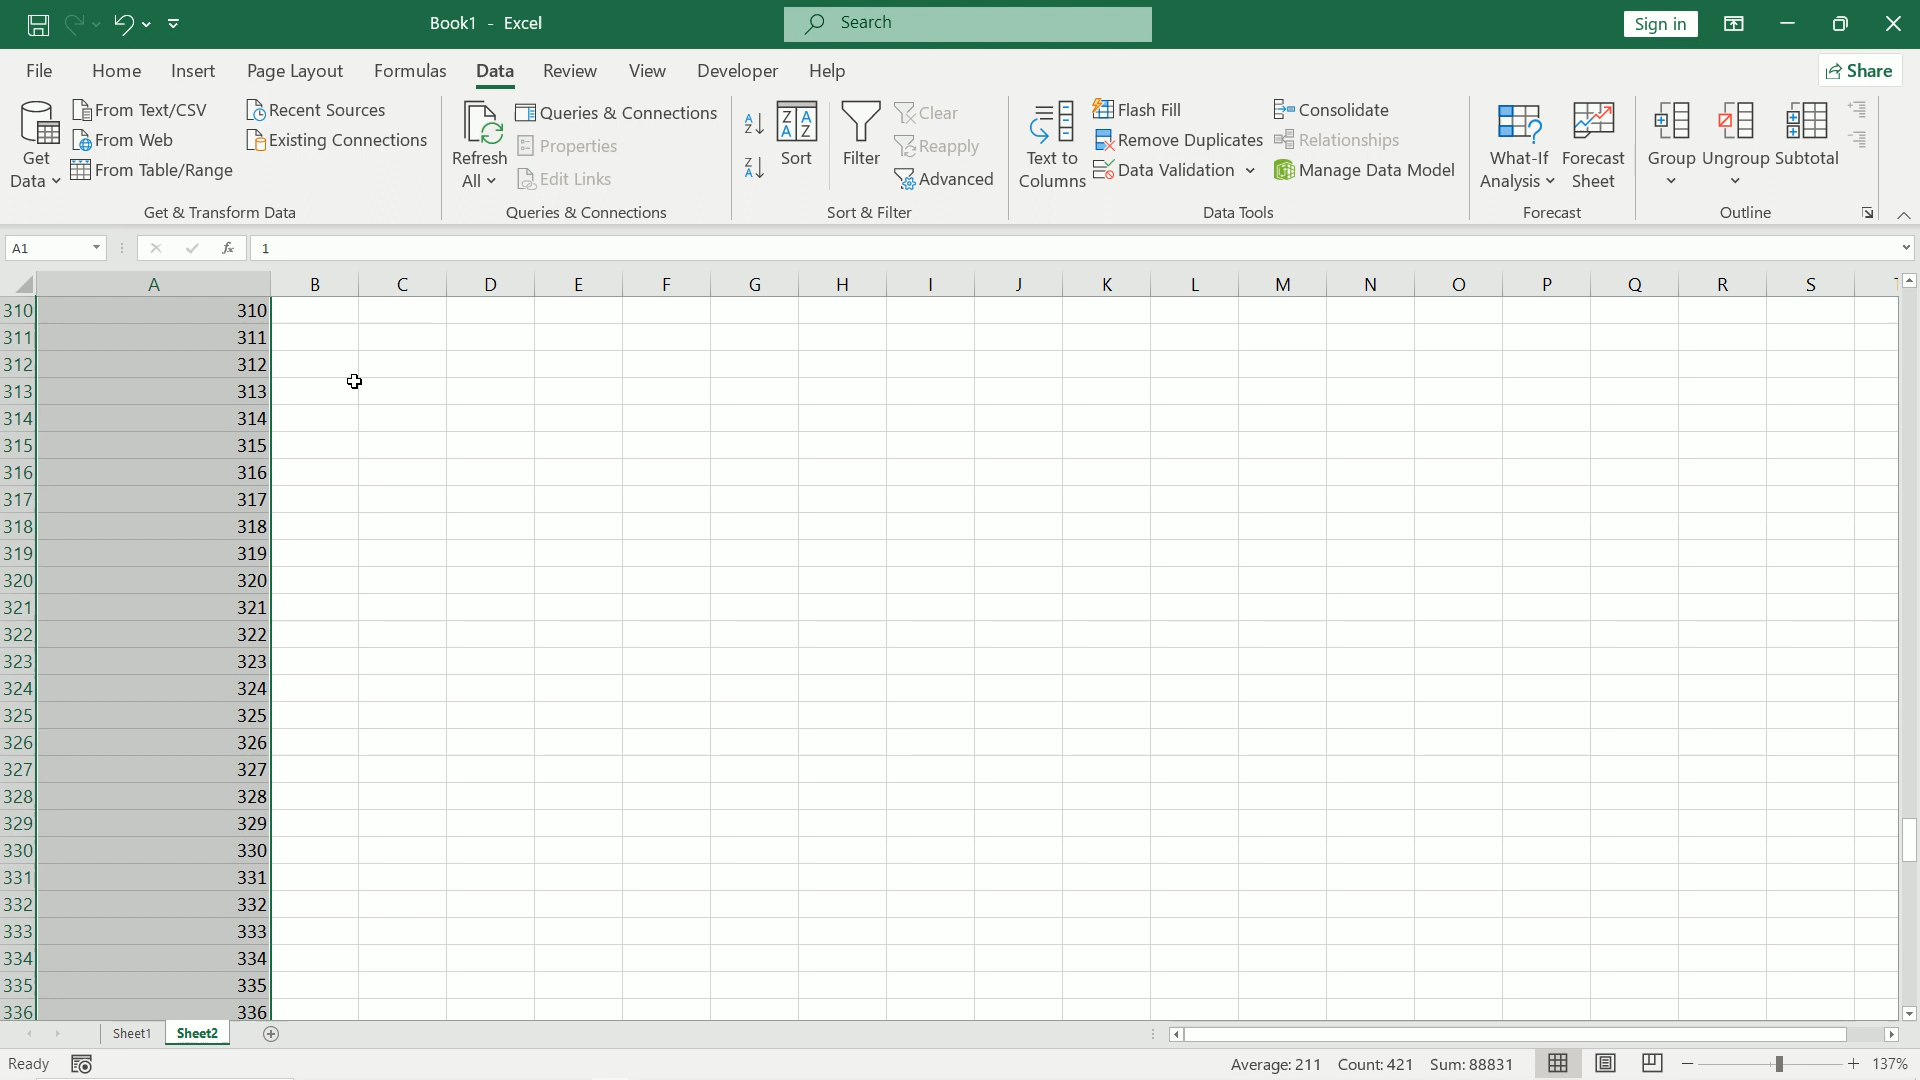 Book1 - Excel
Search
Sign in
File Home Insert Page Layout Formulas Data Review View Developer Help
Share
Get Data
From Text/CSV
From Web
From Table/Range
Recent Sources
Existing Connections
Get & Transform Data
Refresh All
Queries & Connections
Properties
Edit Links
Queries & Connections
Sort
Filter
Clear
Reapply
Advanced
Sort & Filter
Text to Columns
Flash Fill
Remove Duplicates
Data Validation
Consolidate
Relationships
Manage Data Model
Data Tools
What-If Analysis
Forecast Sheet
Forecast
Group
Ungroup
Subtotal
Outline
A1 fx 1
A B C D E F G H I J K L M N O P Q R S
310 310
311 311
312 312
313 313
314 314
315 315
316 316
317 317
318 318
319 319
320 320
321 321
322 322
323 323
324 324
325 325
326 326
327 327
328 328
329 329
330 330
331 331
332 332
333 333
334 334
335 335
336 336
Sheet1 Sheet2
Ready
Average: 211 Count: 421 Sum: 88831
137%